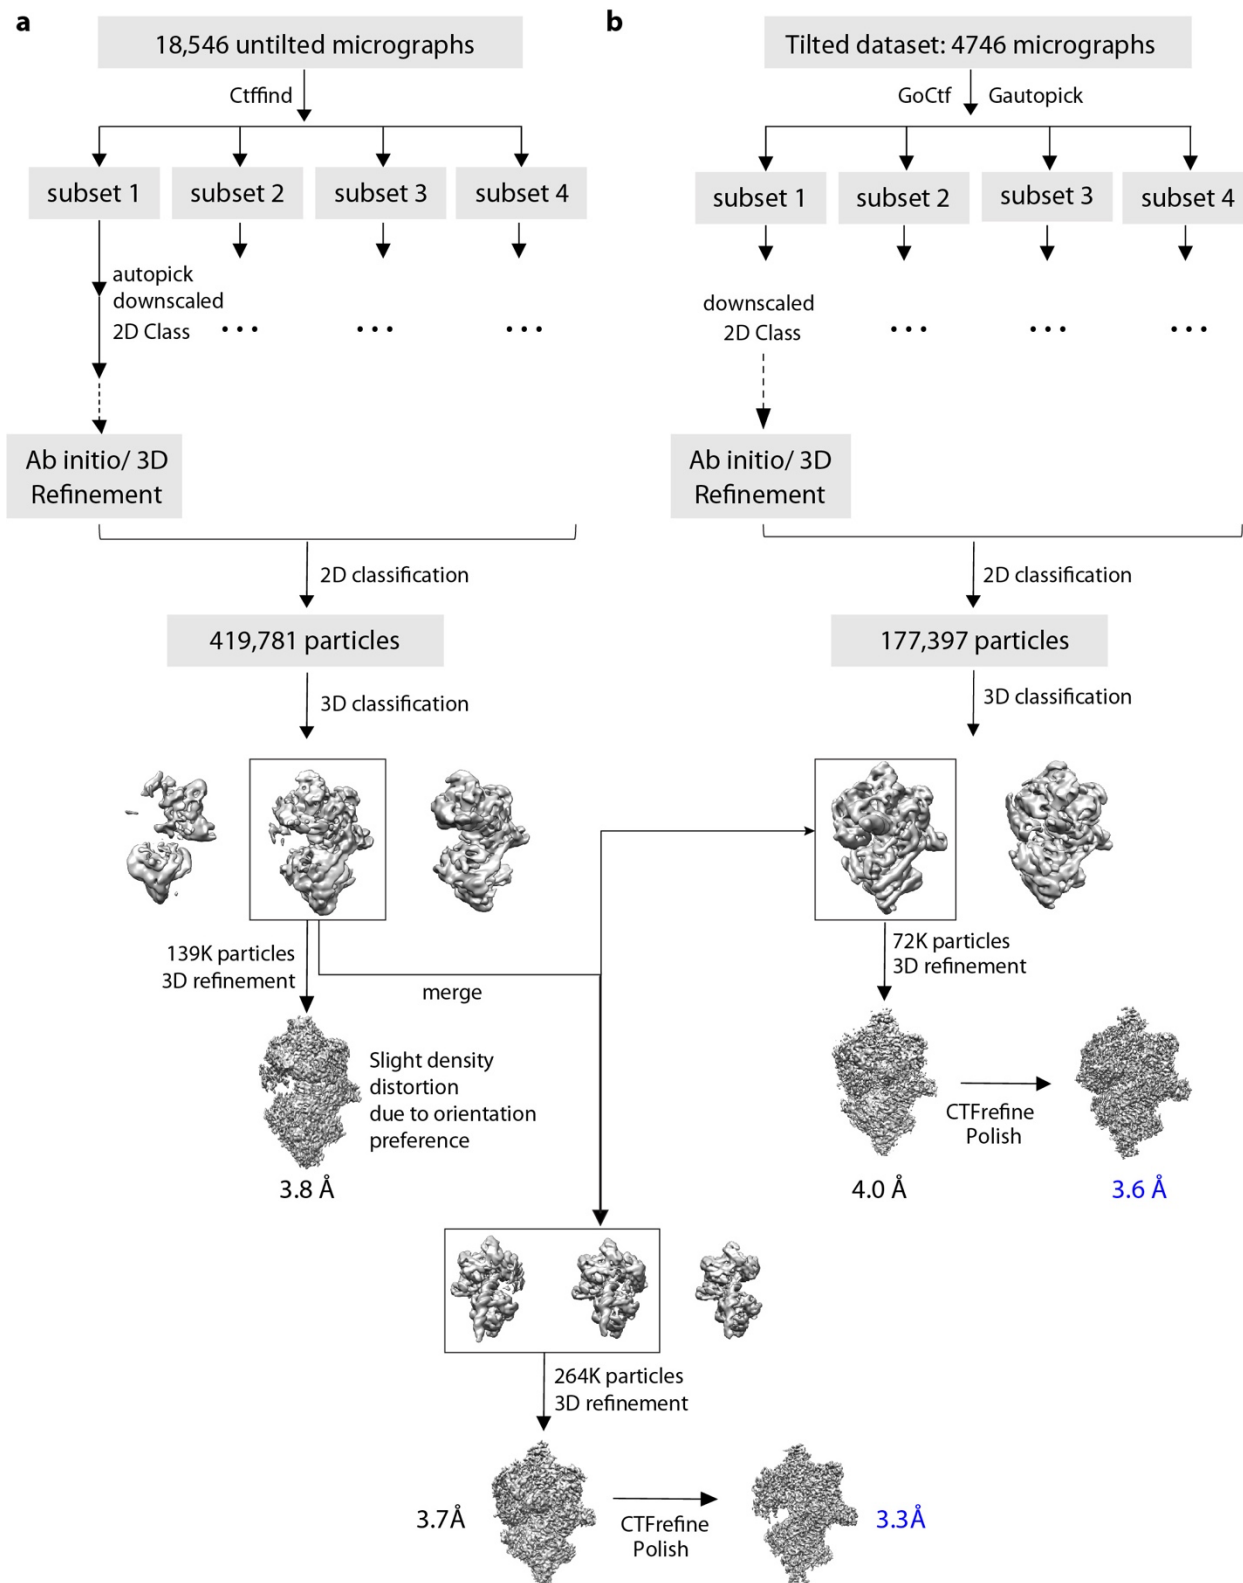 a
18,546 untilted micrographs
Ctffind
subset 1
subset 2
subset 3
subset 4
autopick
downscaled
2D Class
...
...
...
Ab initio/ 3D
Refinement
2D classification
419,781 particles
3D classification
139K particles
3D refinement
merge
Slight density
distortion
due to orientation
preference
3.8 Å
b
Tilted dataset: 4746 micrographs
GoCtf
Gautopick
subset 1
subset 2
subset 3
subset 4
downscaled
2D Class
...
...
...
Ab initio/ 3D
Refinement
2D classification
177,397 particles
3D classification
72K particles
3D refinement
CTFrefine
Polish
4.0 Å
3.6 Å
264K particles
3D refinement
3.7Å
CTFrefine
Polish
3.3Å